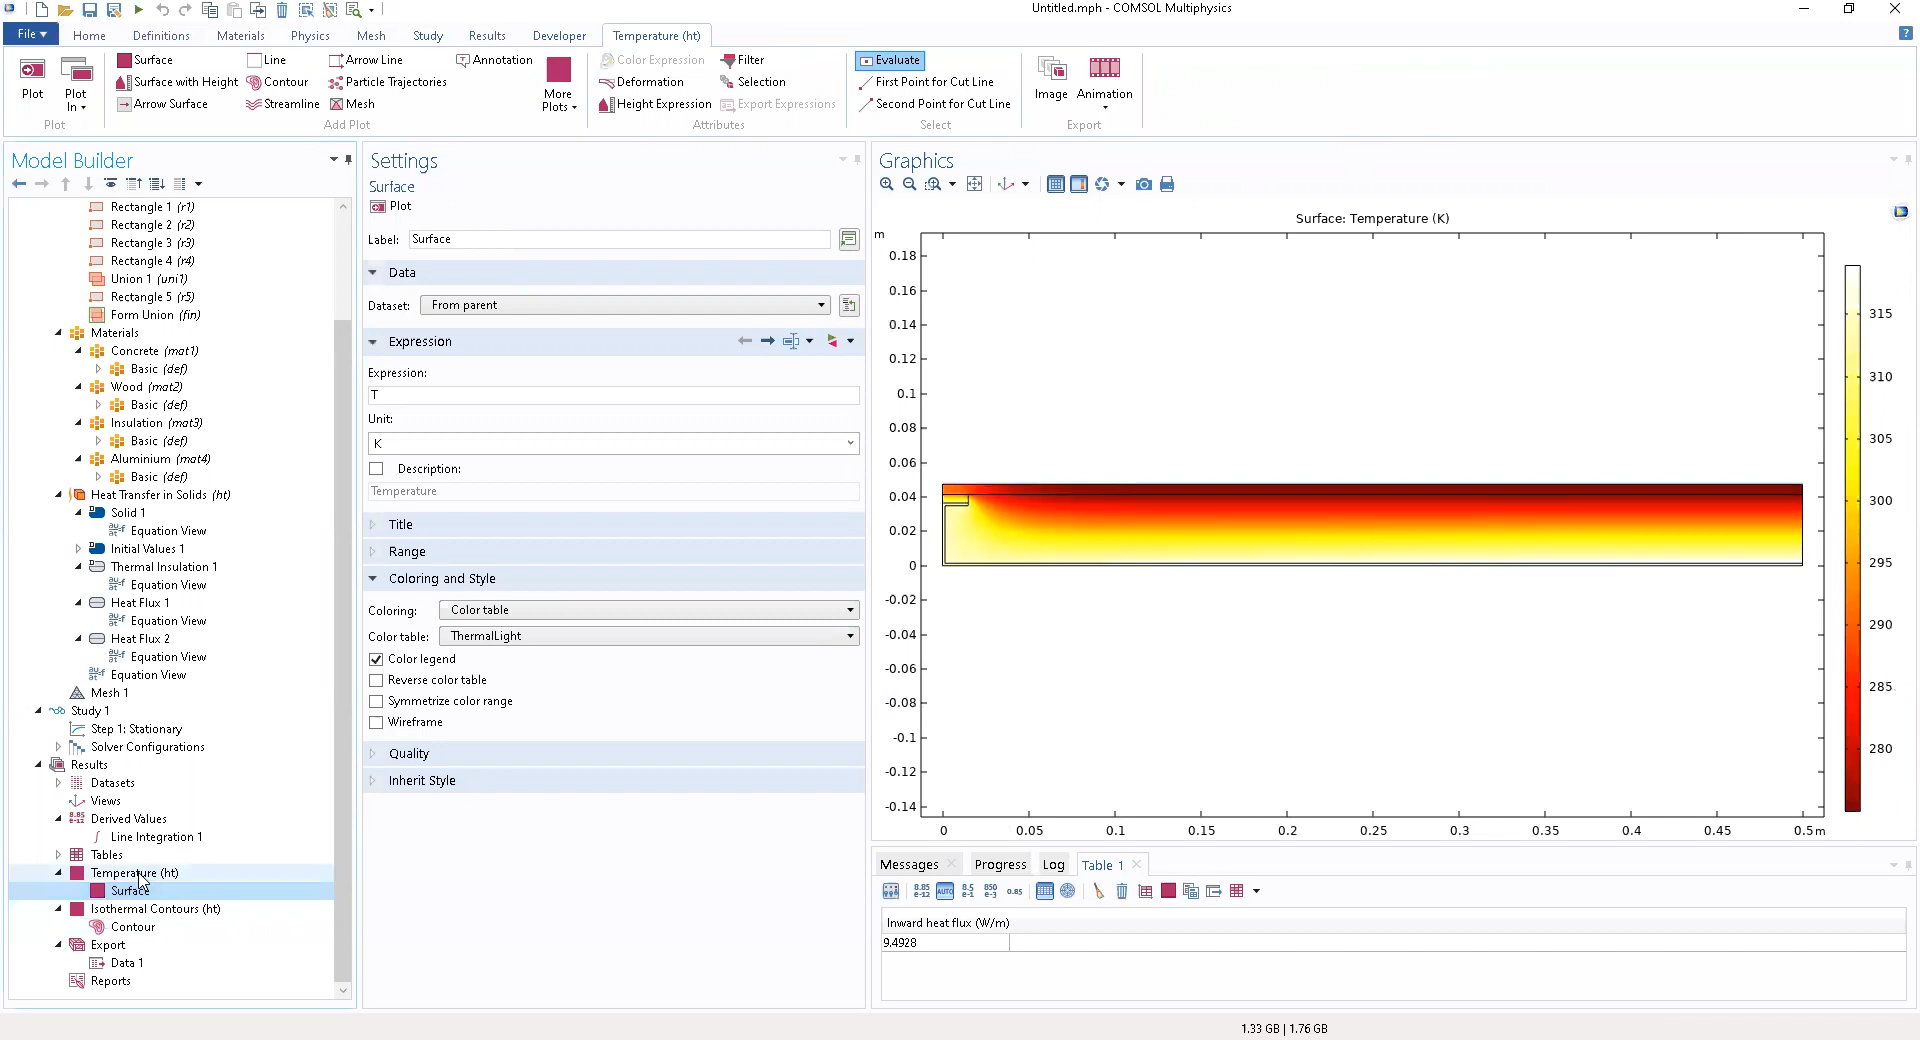 Untitled.mph - COMSOL Multiphysics
File Home Definitions Materials Physics Mesh Study Results Developer Temperature (ht)
Plot
Plot In
Plot
Surface
Surface with Height
Arrow Surface
Line
Contour
Streamline
Arrow Line
Particle Trajectories
Mesh
Annotation
More Plots
Add Plot
Color Expression
Deformation
Height Expression
Filter
Selection
Export Expressions
Attributes
Evaluate
First Point for Cut Line
Second Point for Cut Line
Select
Image
Animation
Export
Model Builder
Rectangle 1 (r1)
Rectangle 2 (r2)
Rectangle 3 (r3)
Rectangle 4 (r4)
Union 1 (uni1)
Rectangle 5 (r5)
Form Union (fin)
Materials
Concrete (mat1)
Basic (def)
Wood (mat2)
Basic (def)
Insulation (mat3)
Basic (def)
Aluminium (mat4)
Basic (def)
Heat Transfer in Solids (ht)
Solid 1
Equation View
Initial Values 1
Thermal Insulation 1
Equation View
Heat Flux 1
Equation View
Heat Flux 2
Equation View
Equation View
Mesh 1
Study 1
Step 1: Stationary
Solver Configurations
Results
Datasets
Views
Derived Values
Line Integration 1
Tables
Temperature (ht)
Surface
Isothermal Contours (ht)
Contour
Export
Data 1
Reports
Settings
Surface
Plot
Label: Surface
Data
Dataset: From parent
Expression
Expression:
T
Unit:
K
Description:
Temperature
Title
Range
Coloring and Style
Coloring: Color table
Color table: ThermalLight
Color legend
Reverse color table
Symmetrize color range
Wireframe
Quality
Inherit Style
Graphics
Surface: Temperature (K)
m
0.18
0.16
0.14
0.12
0.1
0.08
0.06
0.04
0.02
0
-0.02
-0.04
-0.06
-0.08
-0.1
-0.12
-0.14
0 0.05 0.1 0.15 0.2 0.25 0.3 0.35 0.4 0.45 0.5m
315
310
305
300
295
290
285
280
Messages Progress Log Table 1
8.85 e-12 AUTO 8.5 e-1 850 e-3 0.85
Inward heat flux (W/m)
9.4928
1.33 GB | 1.76 GB